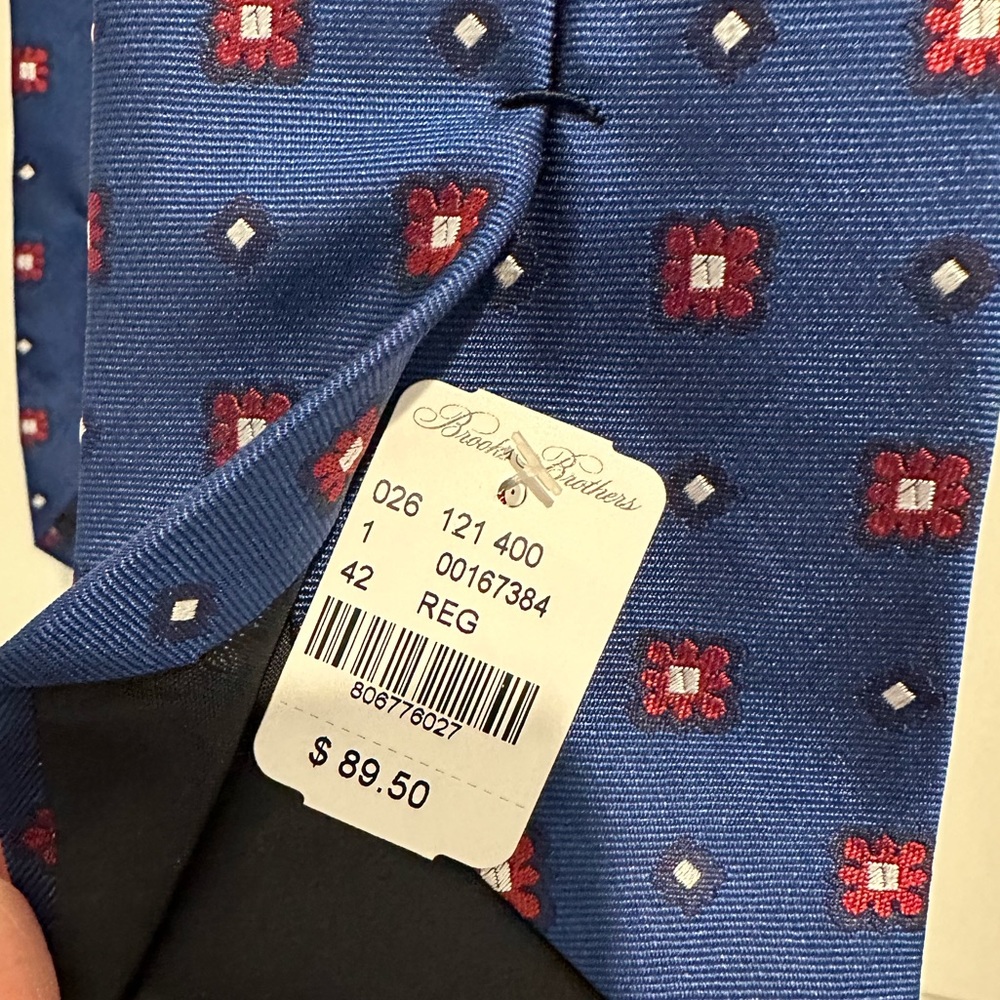 Brooks Brothers
026 121 400
1 00167384
42 REG
806776027
$ 89.50